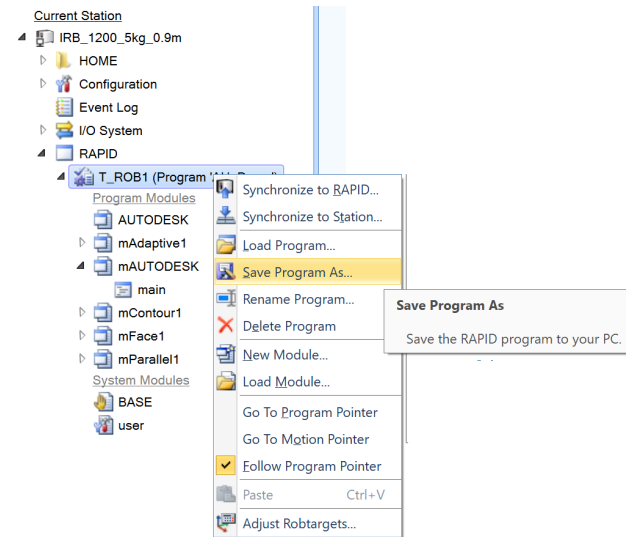 Current Station
IRB_1200_5kg_0.9m
HOME
Configuration
Event Log
I/O System
RAPID
T_ROB1 (Program
Program Modules
AUTODESK
mAdaptive1
mAUTODESK
main
mContour1
mFace1
mParallel1
System Modules
BASE
user
Synchronize to RAPID...
Synchronize to Station...
Load Program...
Save Program As...
Rename Program...
Delete Program
New Module...
Load Module...
Go To Program Pointer
Go To Motion Pointer
Follow Program Pointer
Paste Ctrl+V
Adjust Robtargets...
Save Program As
Save the RAPID program to your PC.